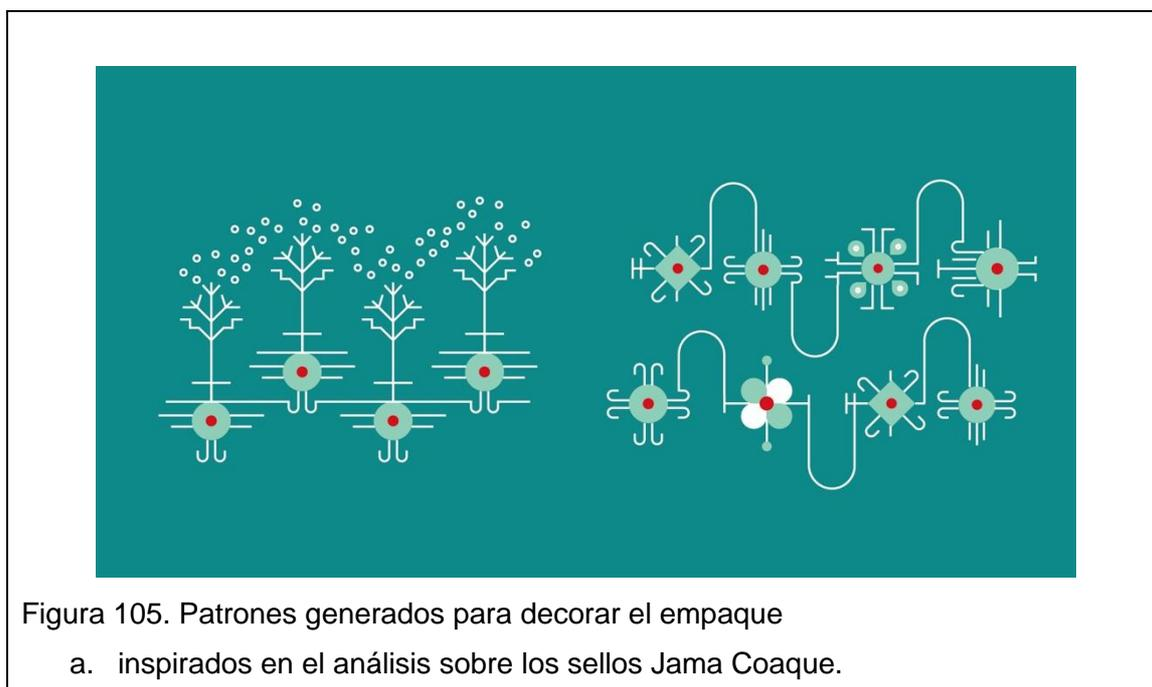 Figura 105. Patrones generados para decorar el empaque
a. inspirados en el análisis sobre los sellos Jama Coaque.